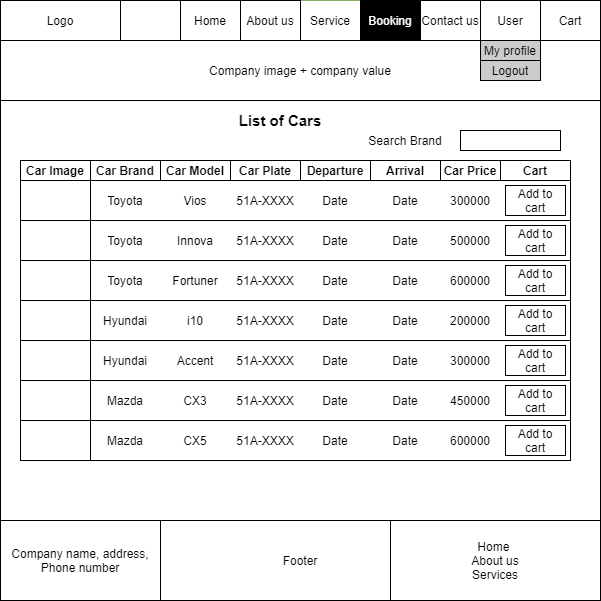 Logo Home About us Service Booking Contact us User Cart
My profile
Logout
Company image + company value
List of Cars
Search Brand
Car Image Car Brand Car Model Car Plate Departure Arrival Car Price Cart
Toyota Vios 51A-XXXX Date Date 300000 Add to cart
Toyota Innova 51A-XXXX Date Date 500000 Add to cart
Toyota Fortuner 51A-XXXX Date Date 600000 Add to cart
Hyundai i10 51A-XXXX Date Date 200000 Add to cart
Hyundai Accent 51A-XXXX Date Date 300000 Add to cart
Mazda CX3 51A-XXXX Date Date 450000 Add to cart
Mazda CX5 51A-XXXX Date Date 600000 Add to cart
Company name, address,
Phone number
Footer
Home
About us
Services